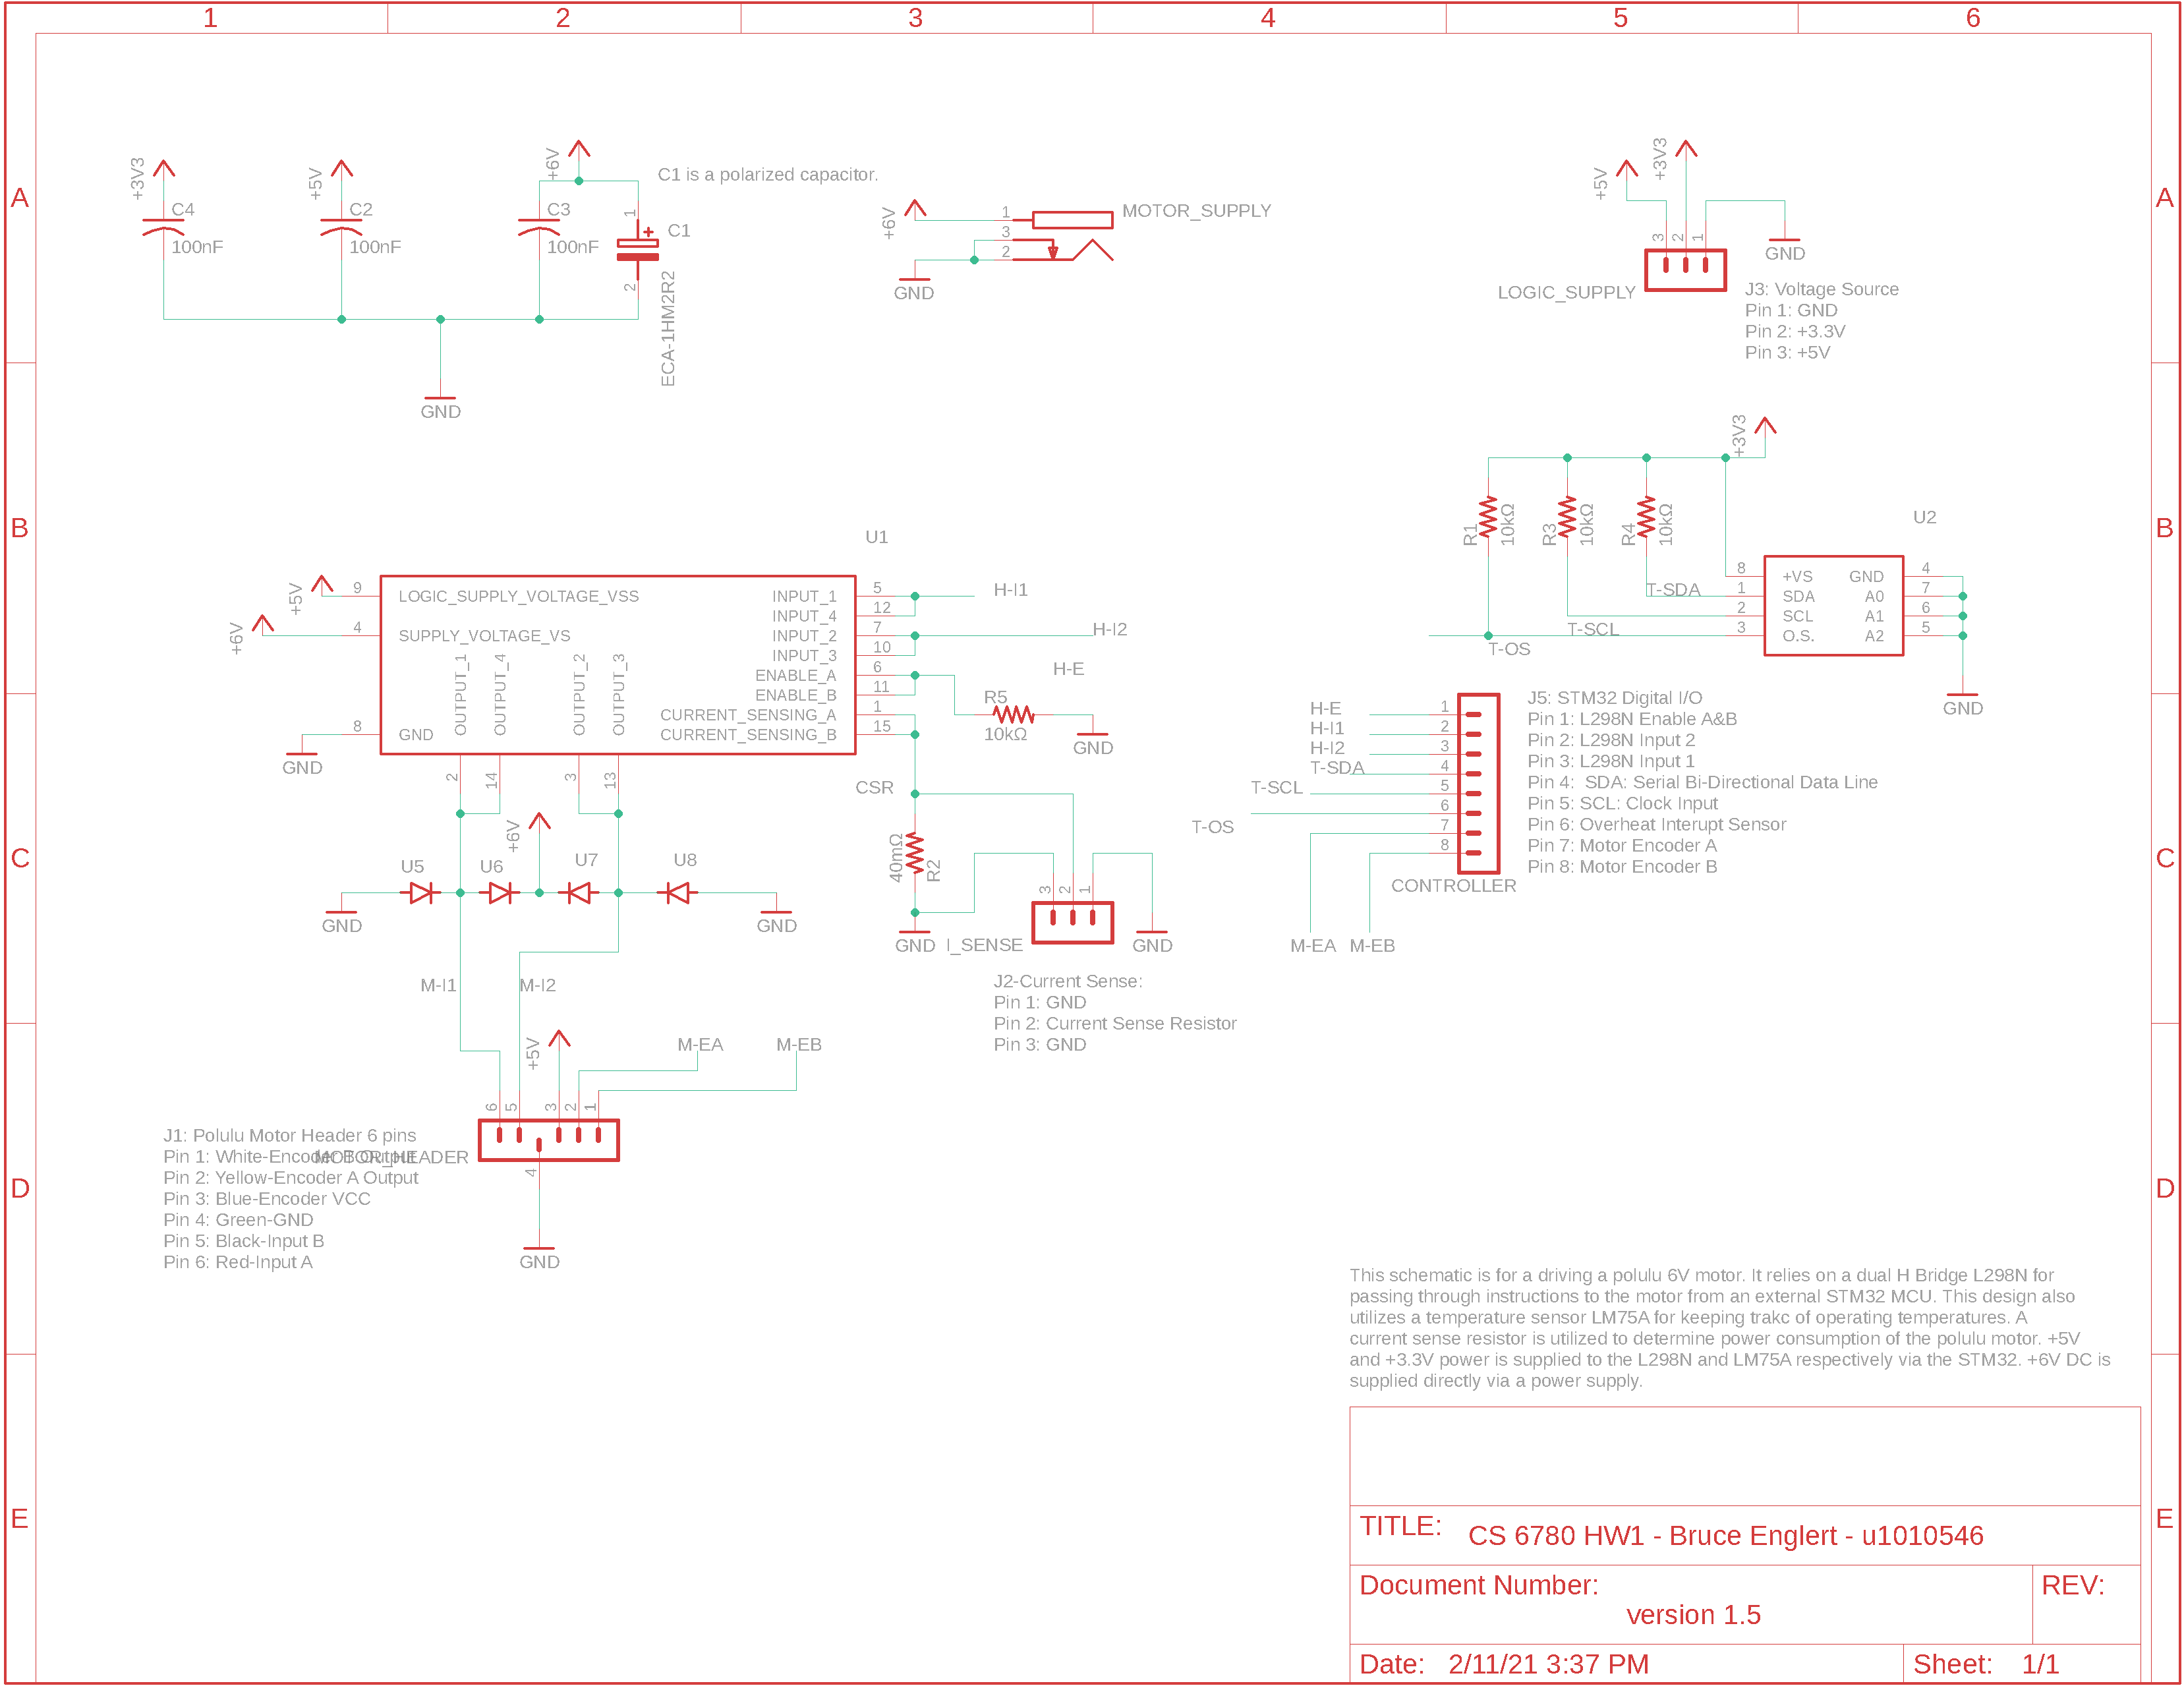 1 2 3 4 5 6
A A
B B
C C
D D
E E
+3V3
C4
100nF
+5V
C2
100nF
+6V
C3
100nF
C1 is a polarized capacitor.
1
+
C1
2
ECA-1HM2R2
GND
+6V
1
3
2
MOTOR_SUPPLY
GND
+5V
+3V3
3 2 1
GND
LOGIC_SUPPLY
J3: Voltage Source
Pin 1: GND
Pin 2: +3.3V
Pin 3: +5V
U1
+5V
9
LOGIC_SUPPLY_VOLTAGE_VSS
+6V
4
SUPPLY_VOLTAGE_VS
8
GND
GND
OUTPUT_1
OUTPUT_4
OUTPUT_2
OUTPUT_3
2 14 3 13
INPUT_1 5
INPUT_4 12
INPUT_2 7
INPUT_3 10
ENABLE_A 6
ENABLE_B 11
CURRENT_SENSING_A 1
CURRENT_SENSING_B 15
H-I1
H-I2
H-E
R5
10kΩ
GND
CSR
40mΩ
R2
GND
I_SENSE
3 2 1
GND
J2-Current Sense:
Pin 1: GND
Pin 2: Current Sense Resistor
Pin 3: GND
+6V
U5 U6 U7 U8
GND
GND
M-I1
M-I2
+5V
M-EA
M-EB
6 5 3 2 1
4
GND
MOTOR_HEADER
J1: Polulu Motor Header 6 pins
Pin 1: White-Encoder B Output
Pin 2: Yellow-Encoder A Output
Pin 3: Blue-Encoder VCC
Pin 4: Green-GND
Pin 5: Black-Input B
Pin 6: Red-Input A
+3V3
R1
10kΩ
R3
10kΩ
R4
10kΩ
U2
T-SDA
T-SCL
T-OS
8 +VS GND 4
1 SDA A0 7
2 SCL A1 6
3 O.S. A2 5
GND
H-E 1
H-I1 2
H-I2 3
T-SDA 4
T-SCL 5
T-OS 6
7
8
CONTROLLER
M-EA M-EB
J5: STM32 Digital I/O
Pin 1: L298N Enable A&B
Pin 2: L298N Input 2
Pin 3: L298N Input 1
Pin 4:  SDA: Serial Bi-Directional Data Line
Pin 5: SCL: Clock Input
Pin 6: Overheat Interupt Sensor
Pin 7: Motor Encoder A
Pin 8: Motor Encoder B
This schematic is for a driving a polulu 6V motor. It relies on a dual H Bridge L298N for
passing through instructions to the motor from an external STM32 MCU. This design also
utilizes a temperature sensor LM75A for keeping trakc of operating temperatures. A
current sense resistor is utilized to determine power consumption of the polulu motor. +5V
and +3.3V power is supplied to the L298N and LM75A respectively via the STM32. +6V DC is
supplied directly via a power supply.
TITLE: CS 6780 HW1 - Bruce Englert - u1010546
Document Number:
version 1.5
REV:
Date: 2/11/21 3:37 PM
Sheet: 1/1